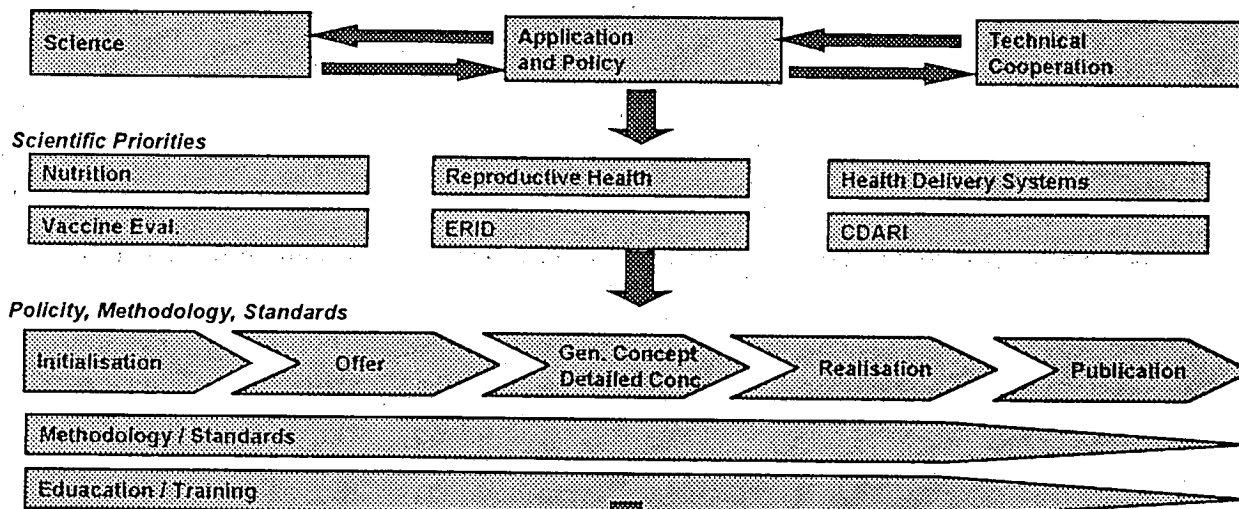 Science
Application
and Policy
Technical
Cooperation
Scientific Priorities
Nutrition
Reproductive Health
Health Delivery Systems
Vaccine Eval.
ERID
CDARI
Policity, Methodology, Standards
Initialisation
Offer
Gen. Concept
Detailed Conc.
Realisation
Publication
Methodology / Standards
Eduacation / Training